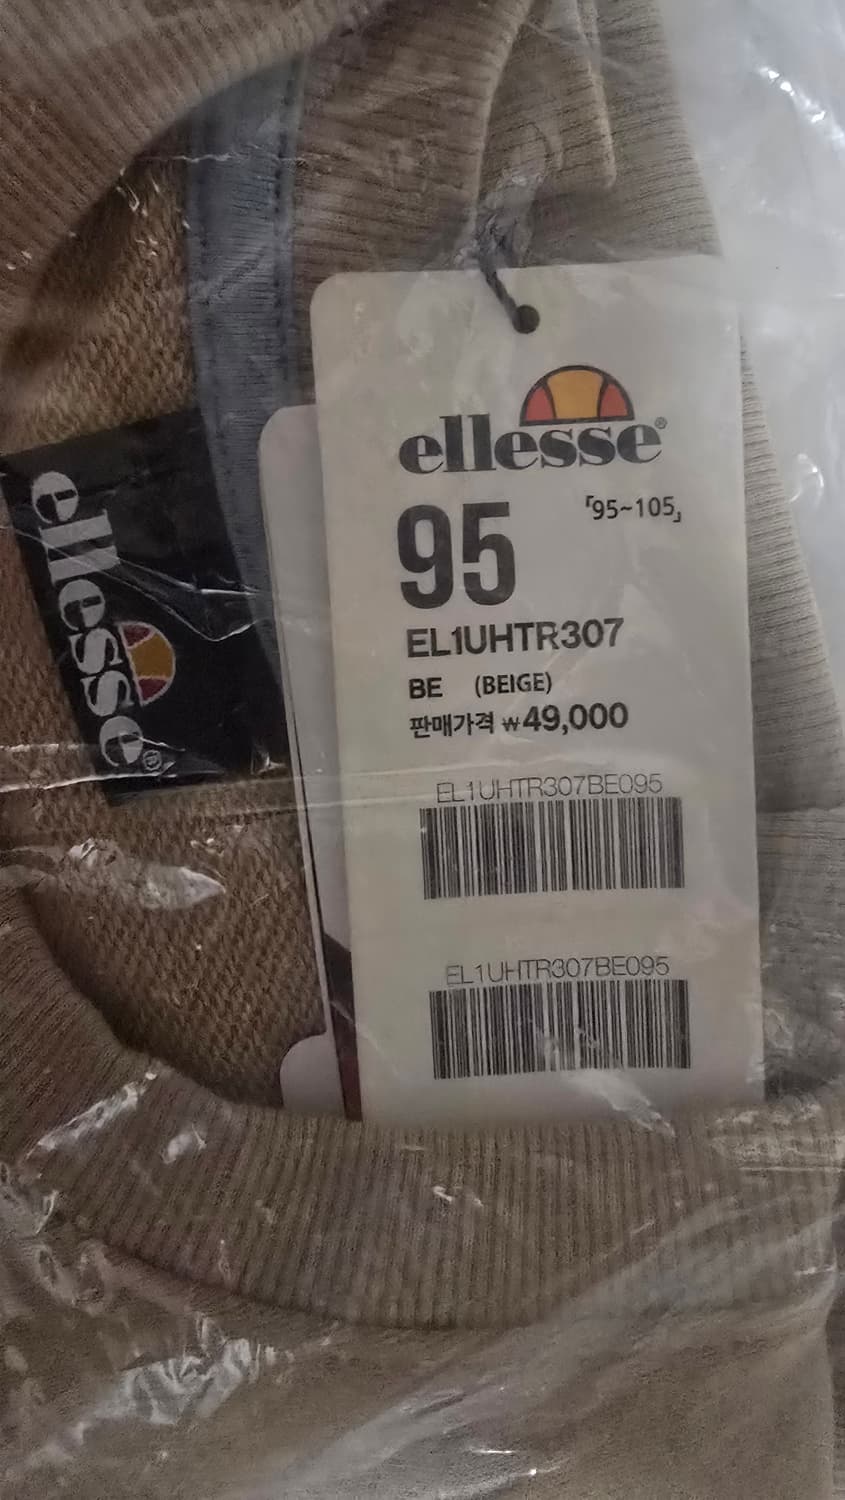 ellesse®
「95~105」
95
EL1UHTR307
BE (BEIGE)
판매가격 ₩49,000
EL1UHTR307BE095
EL1UHTR307BE095
ellesse®